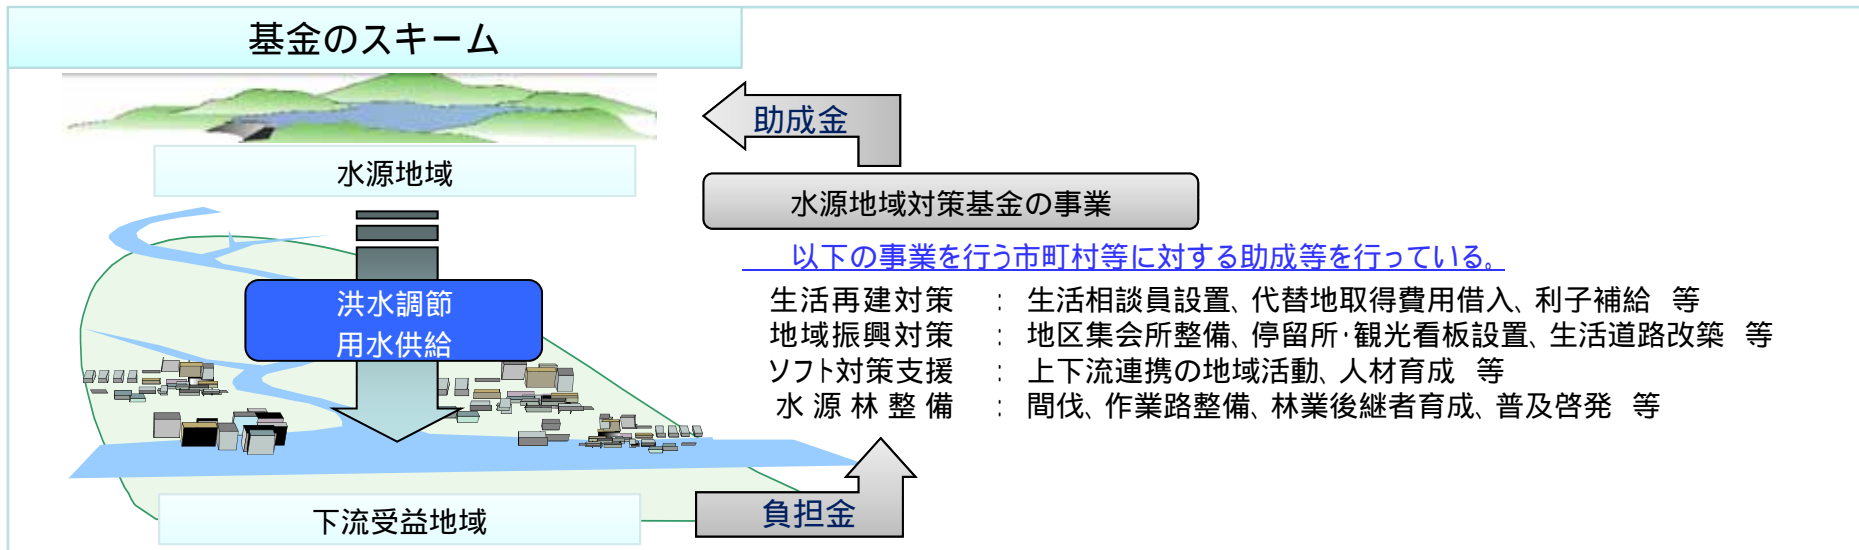 基金のスキーム
水源地域
洪水調節
用水供給
下流受益地域
助成金
水源地域対策基金の事業
以下の事業を行う市町村等に対する助成等を行っている。
生活再建対策 : 生活相談員設置、代替地取得費用借入、利子補給 等
地域振興対策 : 地区集会所整備、停留所・観光看板設置、生活道路改築 等
ソフト対策支援 : 上下流連携の地域活動、人材育成 等
水源林整備 : 間伐、作業路整備、林業後継者育成、普及啓発 等
負担金